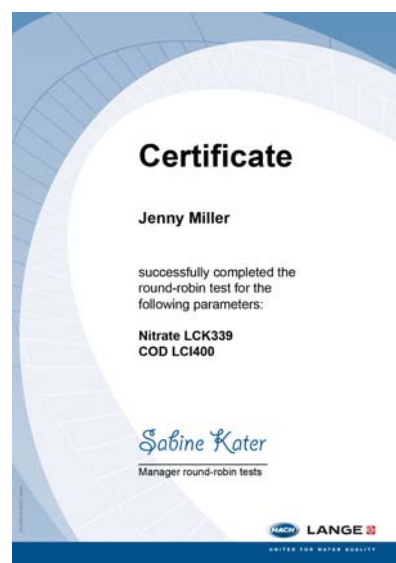 Certificate
Jenny Miller
successfully completed the
round-robin test for the
following parameters:
Nitrate LCK339
COD LCI400
Sabine Kater
Manager round-robin tests
HACH LANGE
UNITED FOR WATER QUALITY